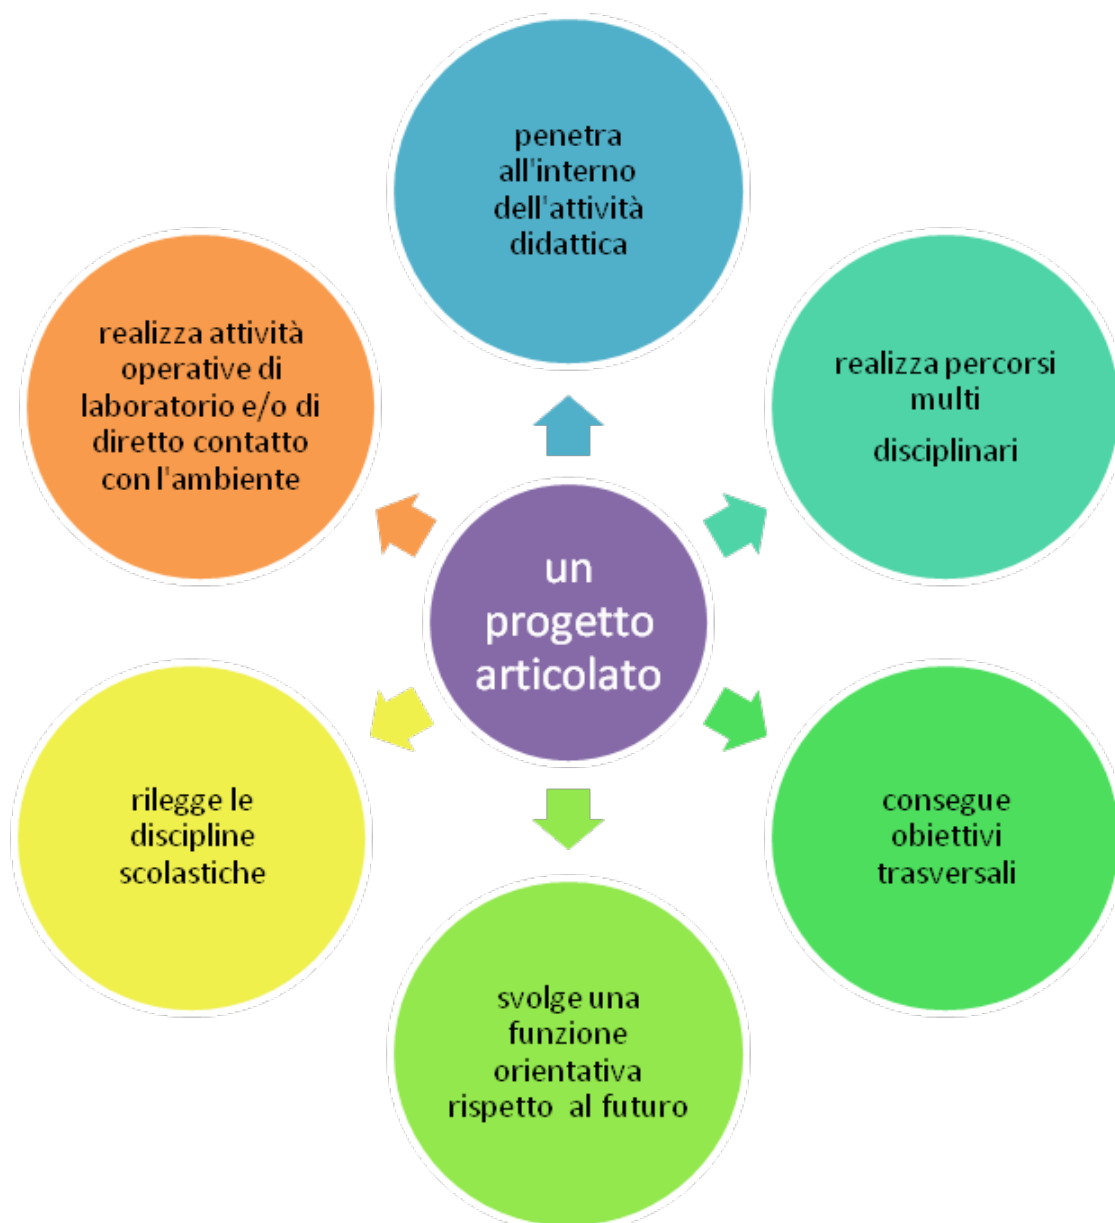 penetra
all'interno
dell'attività
didattica
realizza percorsi
multi
disciplinari
consegue
obiettivi
trasversali
svolge una
funzione
orientativa
rispetto al futuro
rilegge le
discipline
scolastiche
realizza attività
operative di
laboratorio e/o di
diretto contatto
con l'ambiente
un
progetto
articolato